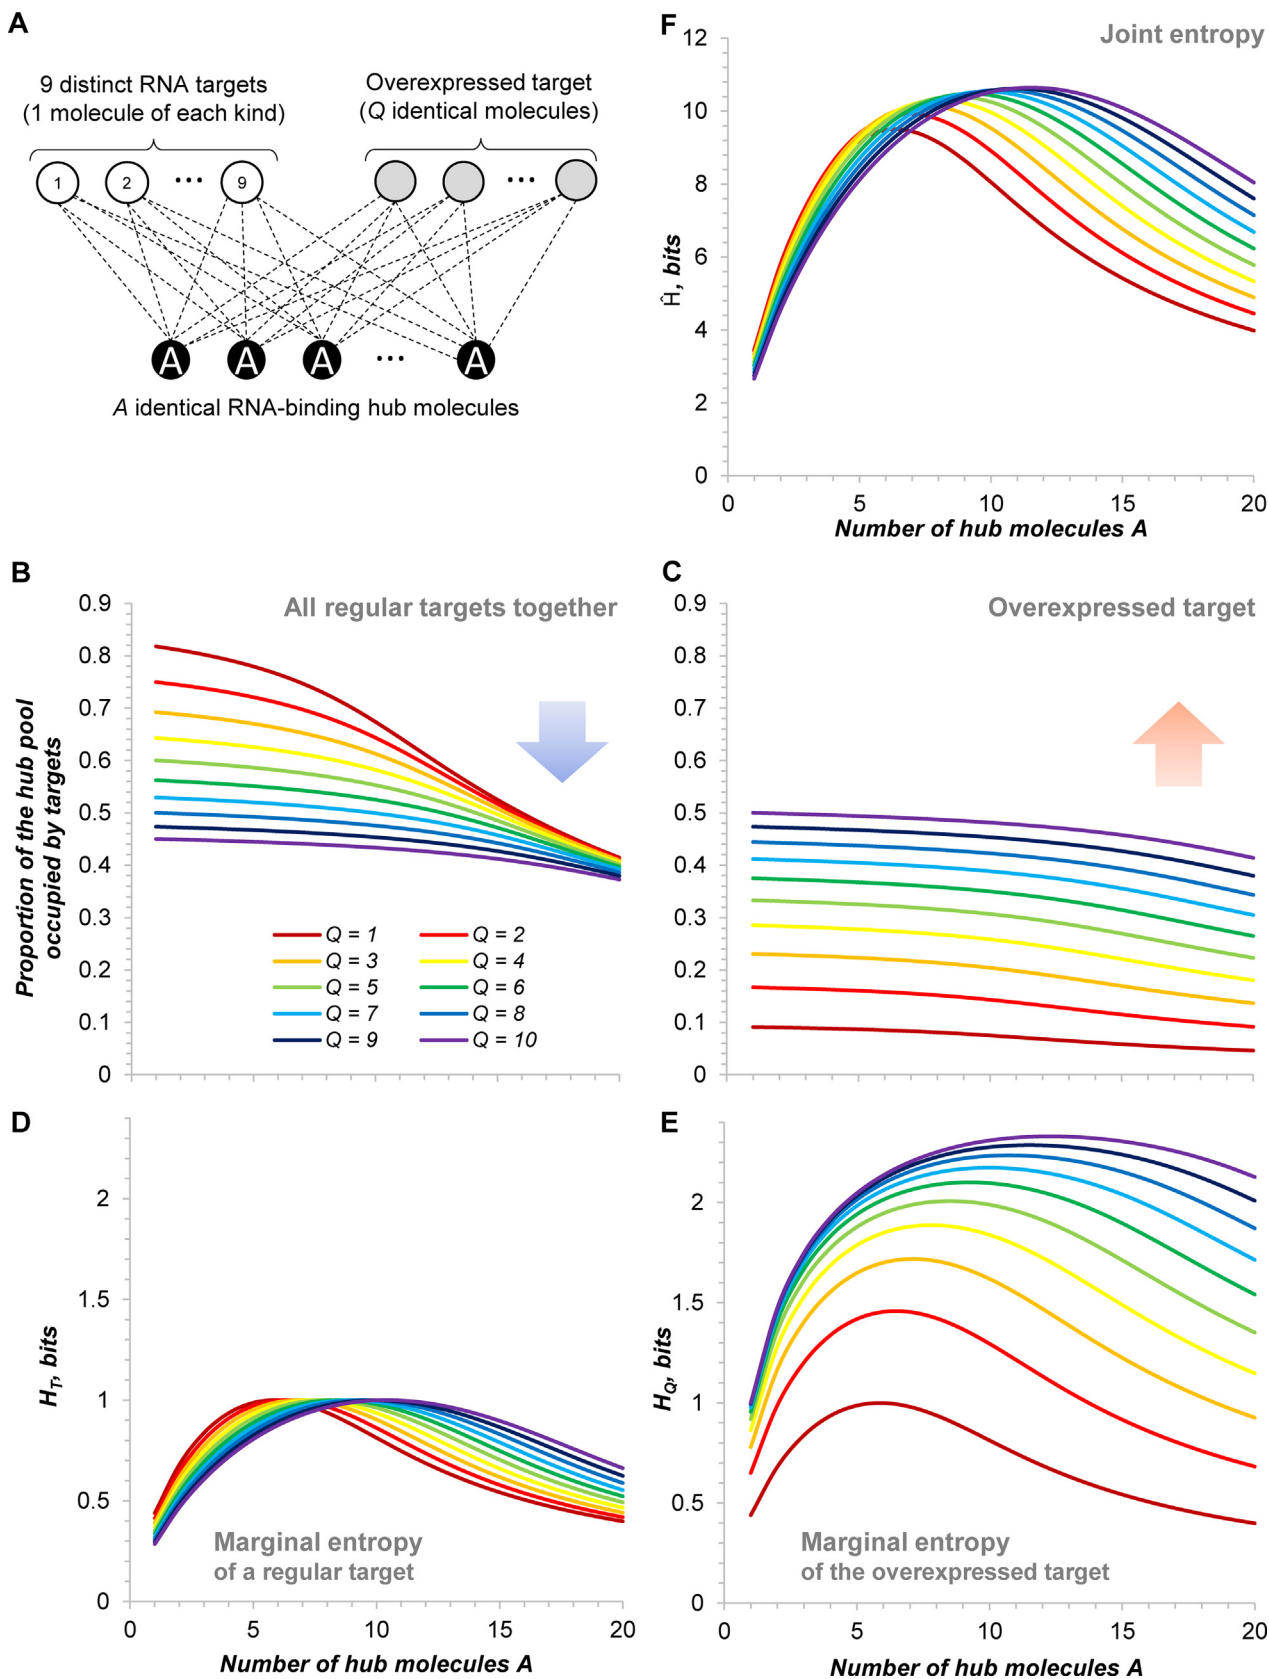 A
9 distinct RNA targets
(1 molecule of each kind)
Overexpressed target
(Q identical molecules)
1 2 ... 9 ...
A A A ... A
A identical RNA-binding hub molecules
F
Joint entropy
12
10
8
6
4
2
0
Ĥ, bits
0 5 10 15 20
Number of hub molecules A
B
All regular targets together
0.9
0.8
0.7
0.6
0.5
0.4
0.3
0.2
0.1
0
Proportion of the hub pool
occupied by targets
Q = 1 Q = 2
Q = 3 Q = 4
Q = 5 Q = 6
Q = 7 Q = 8
Q = 9 Q = 10
C
Overexpressed target
0.9
0.8
0.7
0.6
0.5
0.4
0.3
0.2
0.1
0
D
2
1.5
1
0.5
0
H_T, bits
Marginal entropy
of a regular target
0 5 10 15 20
Number of hub molecules A
E
2
1.5
1
0.5
0
H_Q, bits
Marginal entropy
of the overexpressed target
0 5 10 15 20
Number of hub molecules A